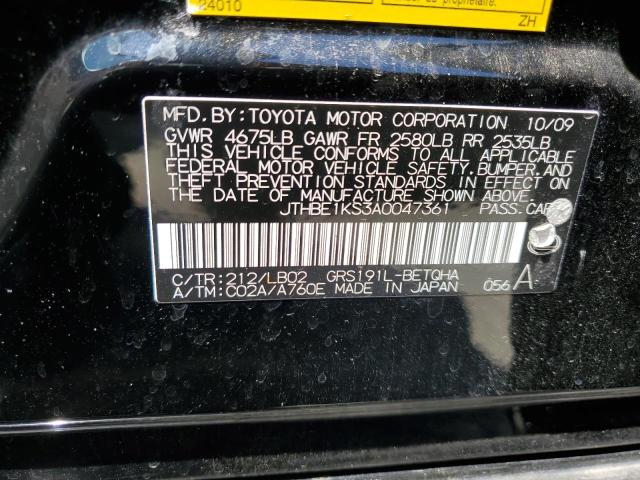 24010
ZH
MFD. BY: TOYOTA MOTOR CORPORATION 10/09
GVWR 4675LB GAWR FR 2580LB RR 2535LB
THIS VEHICLE CONFORMS TO ALL APPLICABLE
FEDERAL MOTOR VEHICLE SAFETY, BUMPER, AND
THEFT PREVENTION STANDARDS IN EFFECT ON
THE DATE OF MANUFACTURE SHOWN ABOVE.
JTHBE1KS3A0047361 PASS. CAR
C/TR: 212/LB02 GRS191L-BETQHA
A/TM: C02A/A760E MADE IN JAPAN 056 A